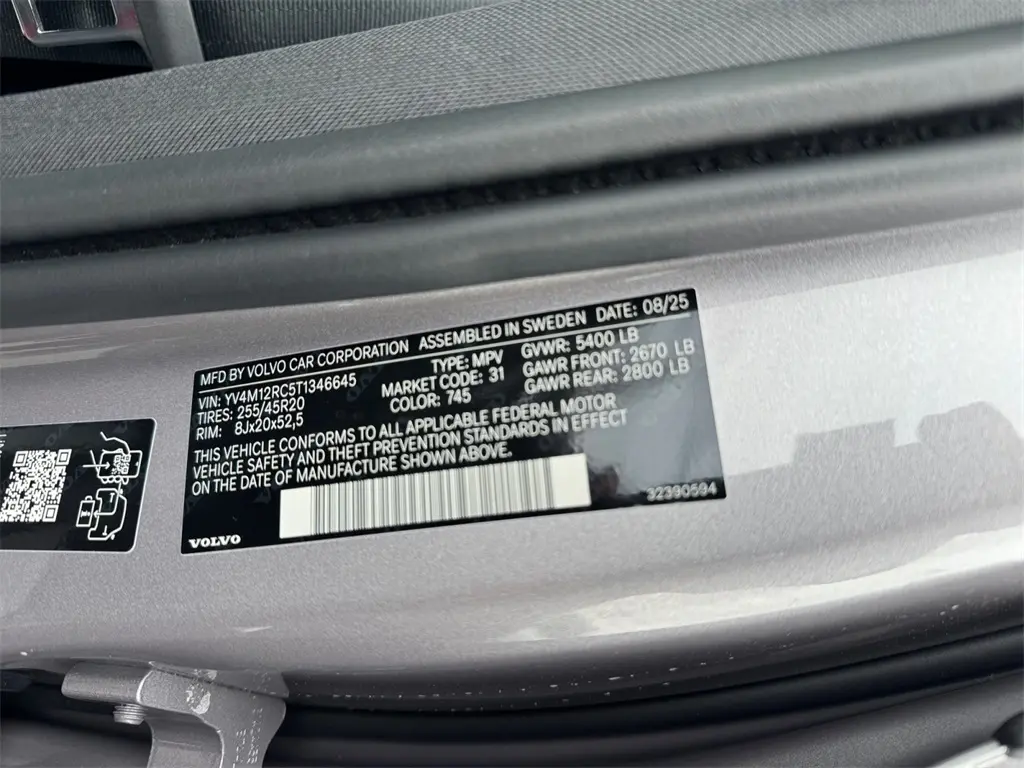 MFD BY VOLVO CAR CORPORATION ASSEMBLED IN SWEDEN DATE: 08/25
VIN: YV4M12RC5T1346645 TYPE: MPV GVWR: 5400 LB
TIRES: 255/45R20 MARKET CODE: 31 GAWR FRONT: 2670 LB
RIM: 8Jx20x52,5 COLOR: 745 GAWR REAR: 2800 LB
THIS VEHICLE CONFORMS TO ALL APPLICABLE FEDERAL MOTOR
VEHICLE SAFETY AND THEFT PREVENTION STANDARDS IN EFFECT
ON THE DATE OF MANUFACTURE SHOWN ABOVE.
VOLVO
32390594